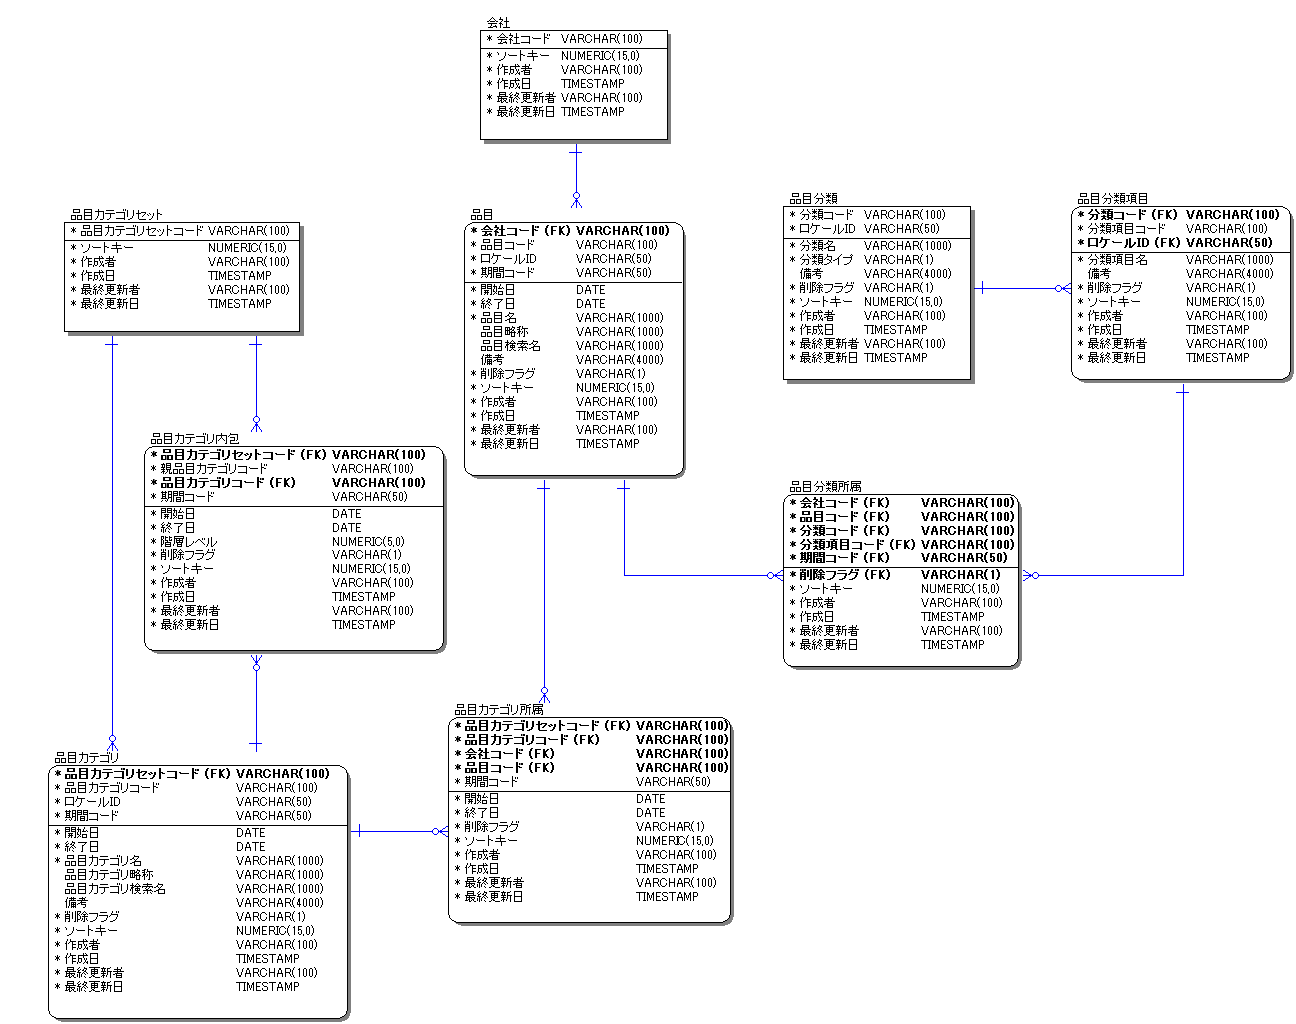 会社
* 会社コード VARCHAR(100)
* ソートキー NUMERIC(15,0)
* 作成者 VARCHAR(100)
* 作成日 TIMESTAMP
* 最終更新者 VARCHAR(100)
* 最終更新日 TIMESTAMP
品目カテゴリセット
* 品目カテゴリセットコード VARCHAR(100)
* ソートキー NUMERIC(15,0)
* 作成者 VARCHAR(100)
* 作成日 TIMESTAMP
* 最終更新者 VARCHAR(100)
* 最終更新日 TIMESTAMP
品目
* 会社コード (FK) VARCHAR(100)
* 品目コード VARCHAR(100)
* ロケールID VARCHAR(50)
* 期間コード VARCHAR(50)
* 開始日 DATE
* 終了日 DATE
* 品目名 VARCHAR(1000)
品目略称 VARCHAR(1000)
品目検索名 VARCHAR(1000)
備考 VARCHAR(4000)
* 削除フラグ VARCHAR(1)
* ソートキー NUMERIC(15,0)
* 作成者 VARCHAR(100)
* 作成日 TIMESTAMP
* 最終更新者 VARCHAR(100)
* 最終更新日 TIMESTAMP
品目分類
* 分類コード VARCHAR(100)
* ロケールID VARCHAR(50)
* 分類名 VARCHAR(1000)
* 分類タイプ VARCHAR(1)
備考 VARCHAR(4000)
* 削除フラグ VARCHAR(1)
* ソートキー NUMERIC(15,0)
* 作成者 VARCHAR(100)
* 作成日 TIMESTAMP
* 最終更新者 VARCHAR(100)
* 最終更新日 TIMESTAMP
品目分類項目
* 分類コード (FK) VARCHAR(100)
* 分類項目コード VARCHAR(100)
* ロケールID (FK) VARCHAR(50)
* 分類項目名 VARCHAR(1000)
備考 VARCHAR(4000)
* 削除フラグ VARCHAR(1)
* ソートキー NUMERIC(15,0)
* 作成者 VARCHAR(100)
* 作成日 TIMESTAMP
* 最終更新者 VARCHAR(100)
* 最終更新日 TIMESTAMP
品目カテゴリ内包
* 品目カテゴリセットコード (FK) VARCHAR(100)
* 親品目カテゴリコード VARCHAR(100)
* 品目カテゴリコード (FK) VARCHAR(100)
* 期間コード VARCHAR(50)
* 開始日 DATE
* 終了日 DATE
* 階層レベル NUMERIC(5,0)
* 削除フラグ VARCHAR(1)
* ソートキー NUMERIC(15,0)
* 作成者 VARCHAR(100)
* 作成日 TIMESTAMP
* 最終更新者 VARCHAR(100)
* 最終更新日 TIMESTAMP
品目分類所属
* 会社コード (FK) VARCHAR(100)
* 品目コード (FK) VARCHAR(100)
* 分類コード (FK) VARCHAR(100)
* 分類項目コード (FK) VARCHAR(100)
* 期間コード (FK) VARCHAR(50)
* 削除フラグ (FK) VARCHAR(1)
* ソートキー NUMERIC(15,0)
* 作成者 VARCHAR(100)
* 作成日 TIMESTAMP
* 最終更新者 VARCHAR(100)
* 最終更新日 TIMESTAMP
品目カテゴリ所属
* 品目カテゴリセットコード (FK) VARCHAR(100)
* 品目カテゴリコード (FK) VARCHAR(100)
* 会社コード (FK) VARCHAR(100)
* 品目コード (FK) VARCHAR(100)
* 期間コード VARCHAR(50)
* 開始日 DATE
* 終了日 DATE
* 削除フラグ VARCHAR(1)
* ソートキー NUMERIC(15,0)
* 作成者 VARCHAR(100)
* 作成日 TIMESTAMP
* 最終更新者 VARCHAR(100)
* 最終更新日 TIMESTAMP
品目カテゴリ
* 品目カテゴリセットコード (FK) VARCHAR(100)
* 品目カテゴリコード VARCHAR(100)
* ロケールID VARCHAR(50)
* 期間コード VARCHAR(50)
* 開始日 DATE
* 終了日 DATE
* 品目カテゴリ名 VARCHAR(1000)
品目カテゴリ略称 VARCHAR(1000)
品目カテゴリ検索名 VARCHAR(1000)
備考 VARCHAR(4000)
* 削除フラグ VARCHAR(1)
* ソートキー NUMERIC(15,0)
* 作成者 VARCHAR(100)
* 作成日 TIMESTAMP
* 最終更新者 VARCHAR(100)
* 最終更新日 TIMESTAMP